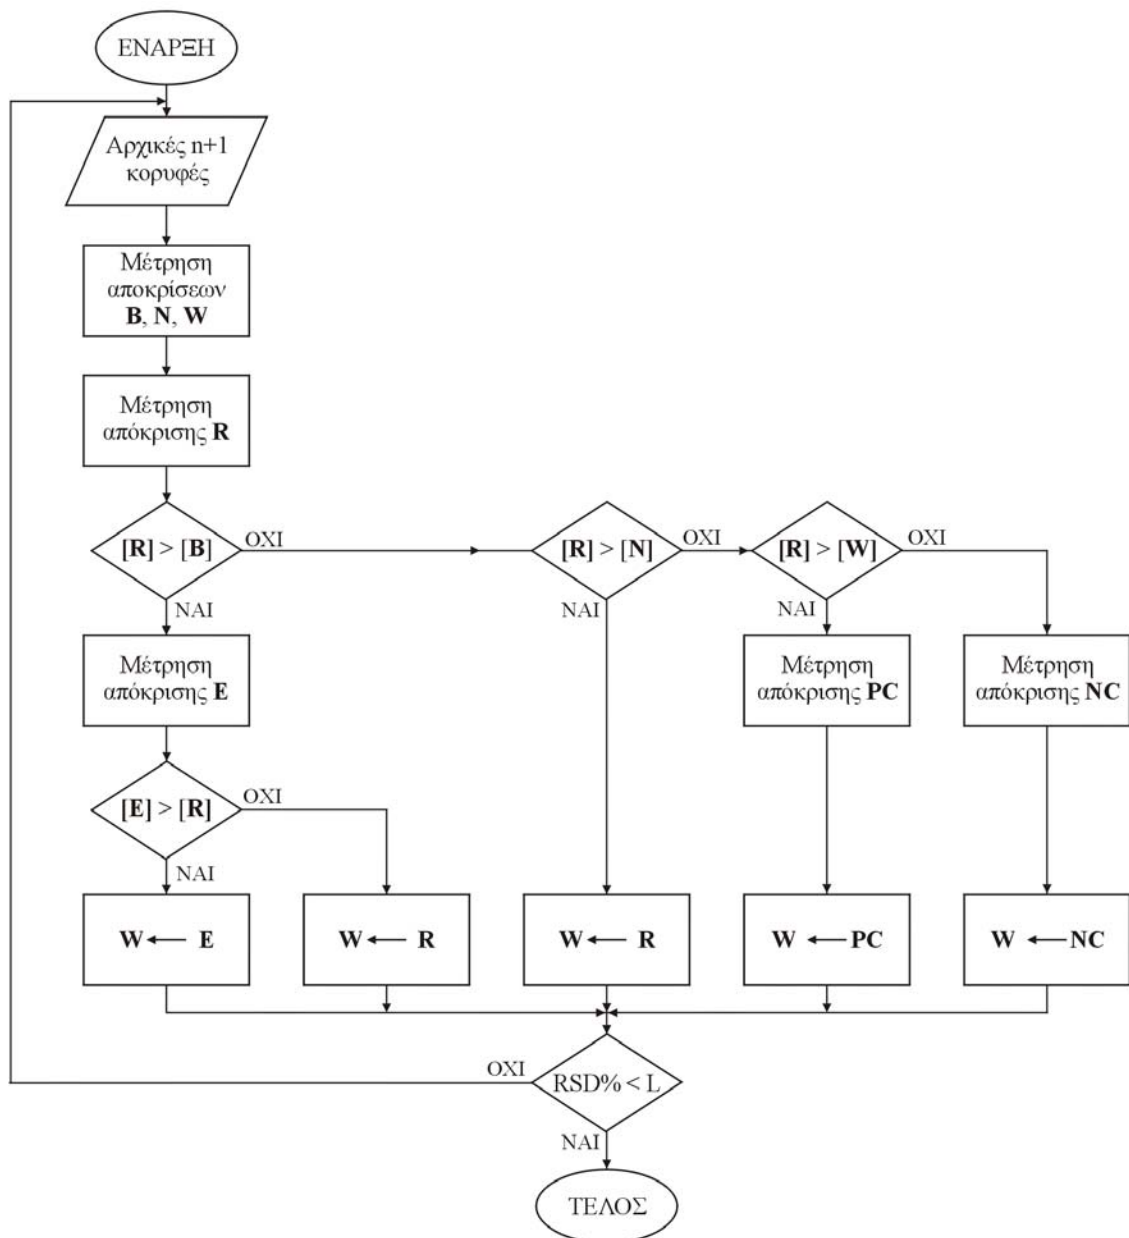 ΕΝΑΡΞΗ
Αρχικές n+1
κορυφές
Μέτρηση
αποκρίσεων
B, N, W
Μέτρηση
απόκρισης R
[R] > [B]
ΟΧΙ
[R] > [N]
ΟΧΙ
[R] > [W]
ΟΧΙ
ΝΑΙ
ΝΑΙ
ΝΑΙ
Μέτρηση
απόκρισης E
Μέτρηση
απόκρισης PC
Μέτρηση
απόκρισης NC
[E] > [R]
ΟΧΙ
ΝΑΙ
W ← E
W ← R
W ← R
W ← PC
W ← NC
ΟΧΙ
RSD% < L
ΝΑΙ
ΤΕΛΟΣ